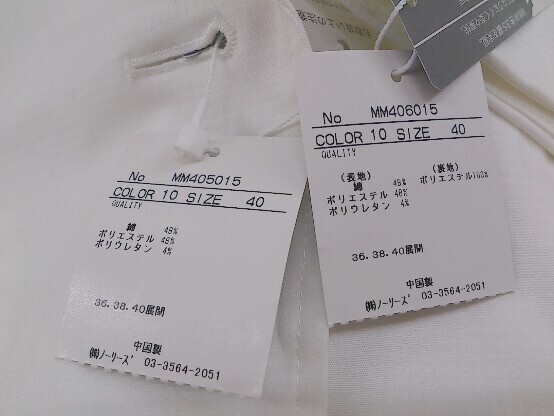 No MM405015
COLOR 10 SIZE 40
QUALITY
綿 48%
ポリエステル 48%
ポリウレタン 4%
36.38.40展開
中国製
㈱ノーリーズ 03-3564-2051
No MM406015
COLOR 10 SIZE 40
QUALITY
(表地) (裏地)
綿 48% ポリエステル100%
ポリエステル 48%
ポリウレタン 4%
36.38.40展開
中国製
㈱ノーリーズ 03-3564-2051